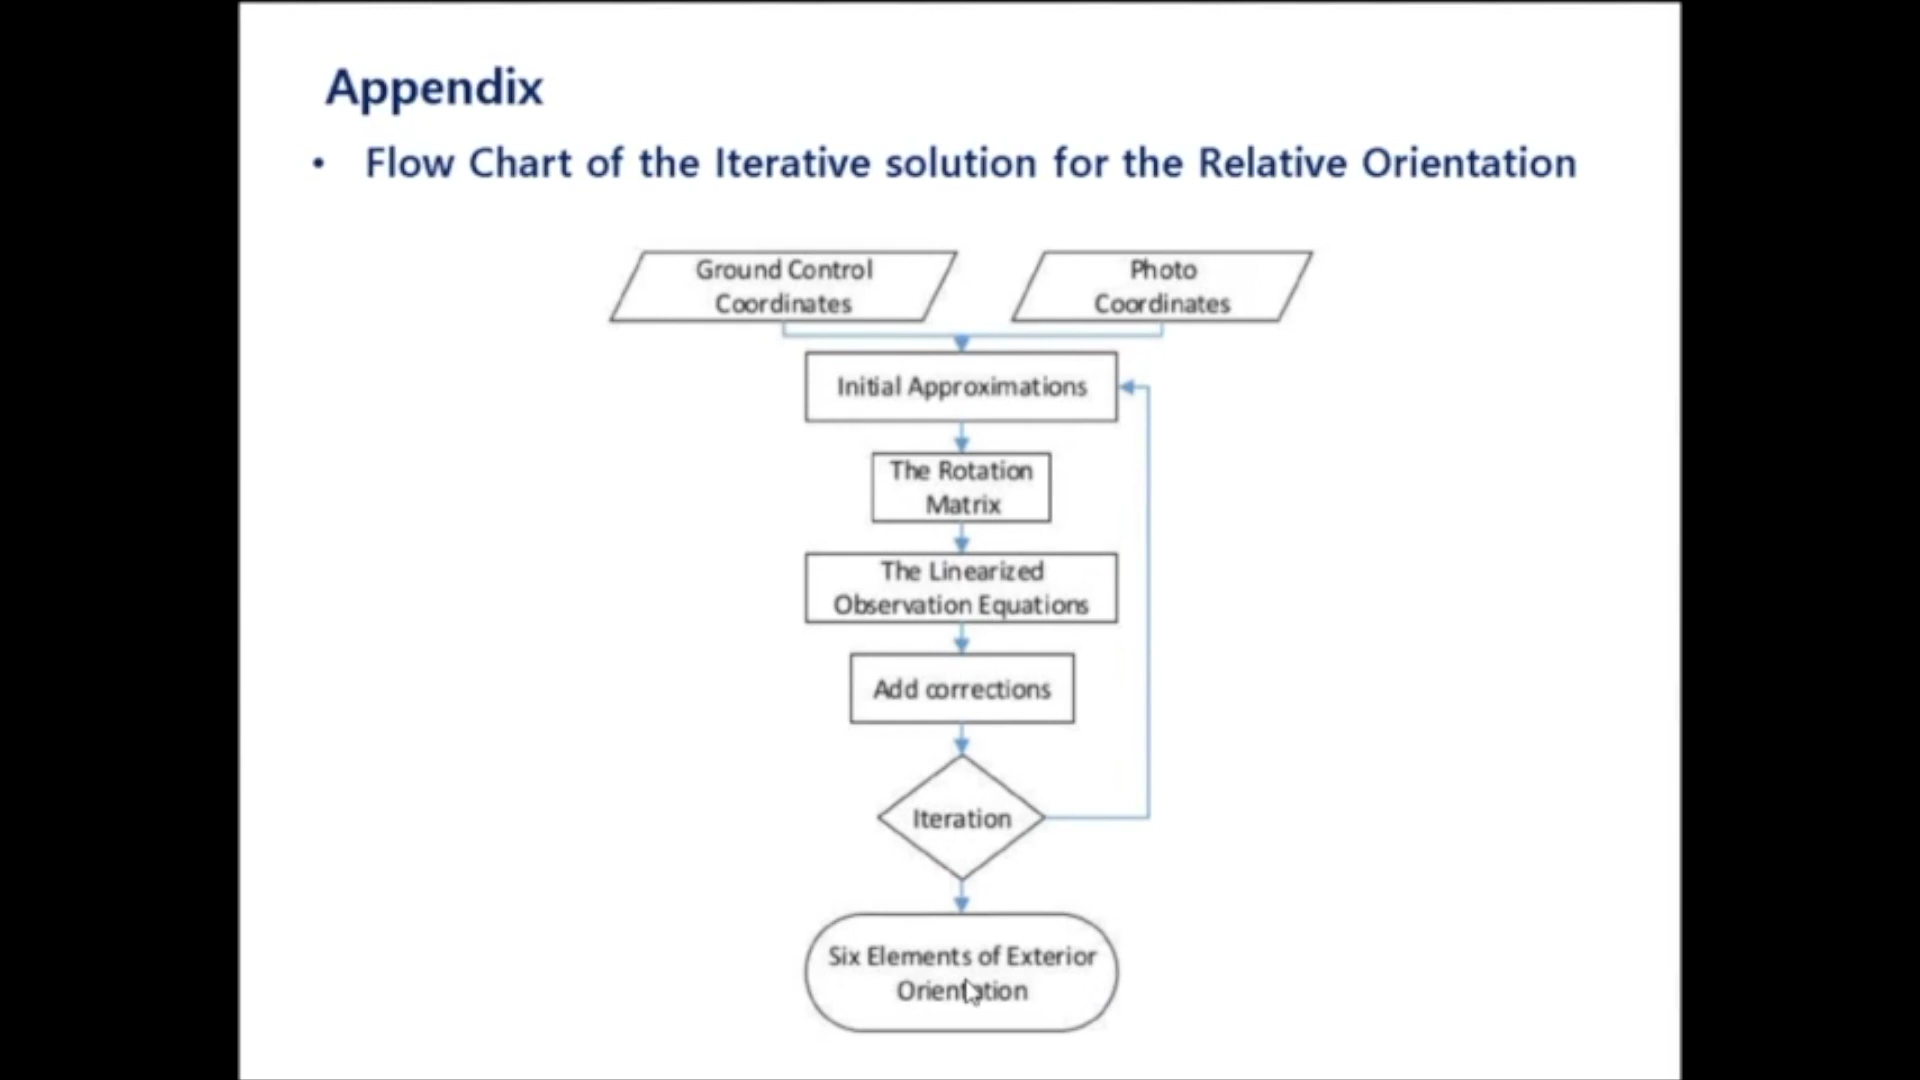 Appendix
• Flow Chart of the Iterative solution for the Relative Orientation
Ground Control
Coordinates
Photo
Coordinates
Initial Approximations
The Rotation
Matrix
The Linearized
Observation Equations
Add corrections
Iteration
Six Elements of Exterior
Orientation